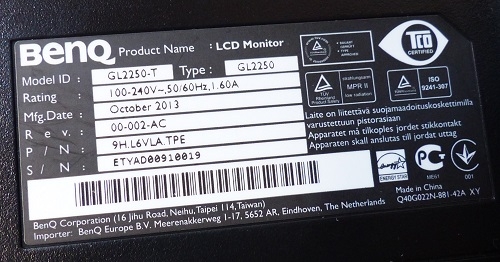 BenQ Product Name : LCD Monitor
Model ID : GL2250-T Type : GL2250
Rating : 100-240V~,50/60Hz,1.60A
Mfg.Date : October 2013
R e v. : 00-002-AC
P / N : 9H.L6VLA.TPE
S / N : ETYAD00910019
BenQ Corporation (16 Jihu Road, Neihu,Taipei 114,Taiwan)
Importer: BenQ Europe B.V. Meerenakkerweg 1-17, 5652 AR, Eindhoven, The Netherlands
TCO
CERTIFIED
MPR II
low radiation
ISO
9241-307
Laite on liitettävä suojamaadoituskoskettimilla
varustettuun pistorasiaan
Apparatet må tilkoples jordet stikkontakt
Apparaten skall anslutas till jordat uttag
ME61
001
Made in China
Q40G022N-881-42A XY